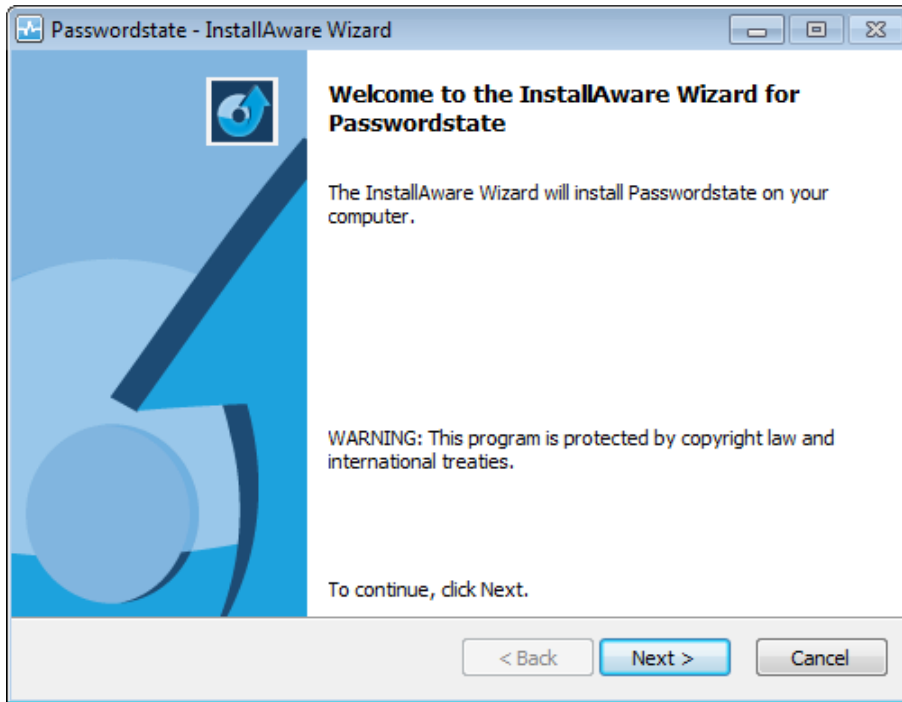 Passwordstate - InstallAware Wizard
Welcome to the InstallAware Wizard for
Passwordstate
The InstallAware Wizard will install Passwordstate on your
computer.
WARNING: This program is protected by copyright law and
international treaties.
To continue, click Next.
< Back
Next >
Cancel